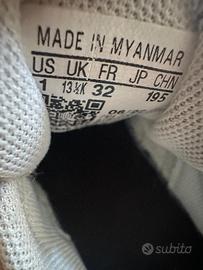 MADE IN MYANMAR
US UK FR JP CHN
1 13½K 32 195
subito